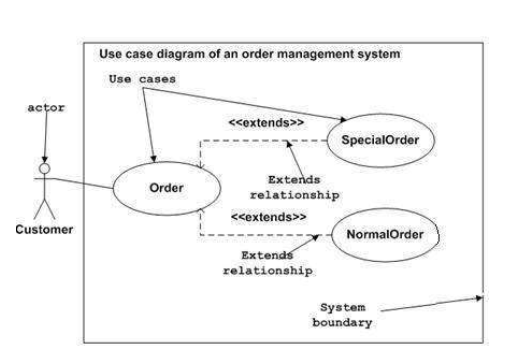 Use case diagram of an order management system
Use cases
actor
<<extends>>
SpecialOrder
Extends
relationship
Order
Customer
<<extends>>
NormalOrder
Extends
relationship
System
boundary